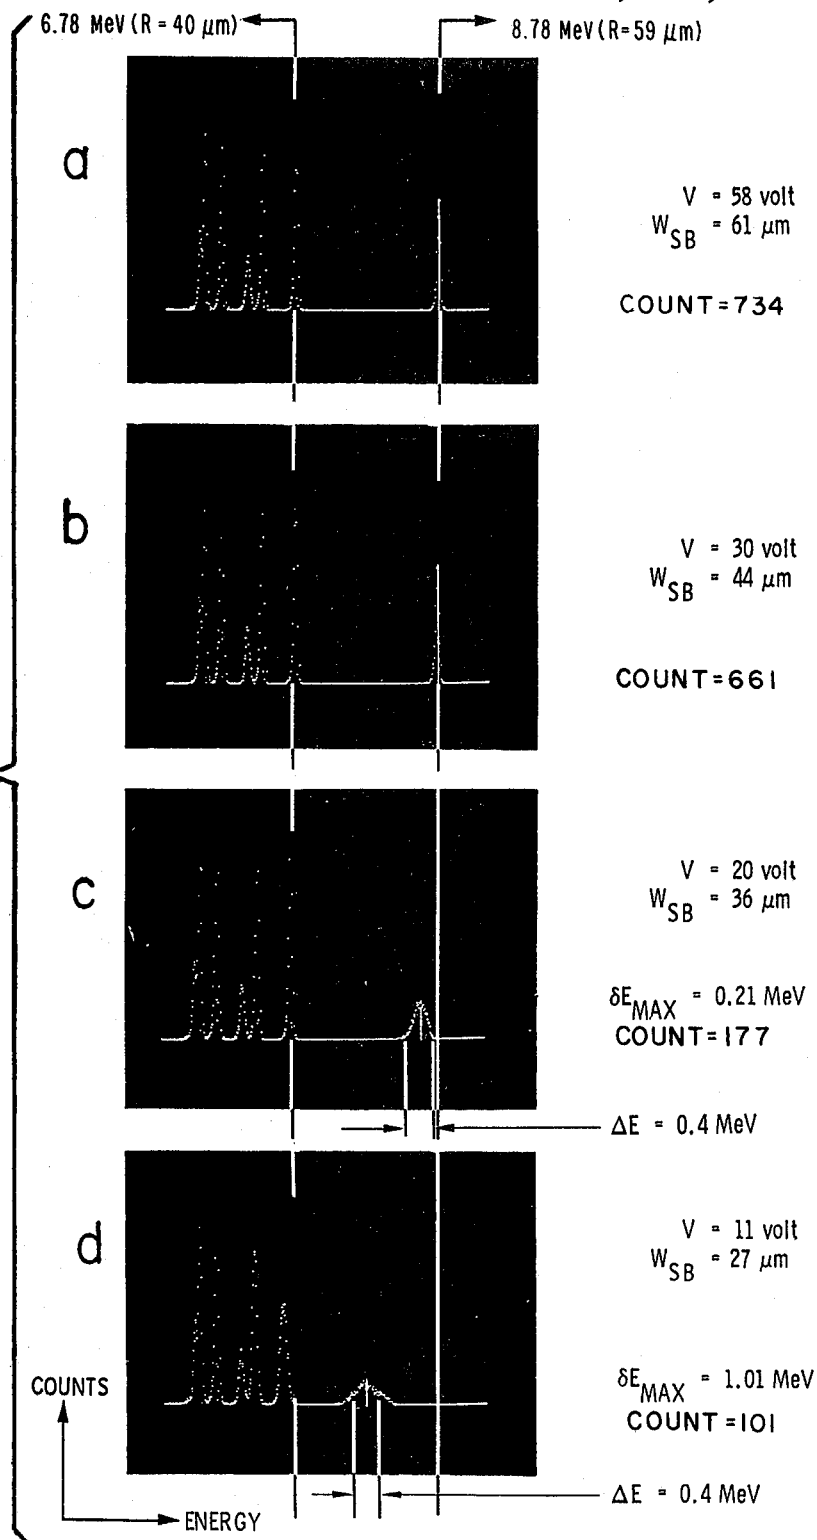 6.78 MeV (R = 40 μm)
8.78 MeV (R=59 μm)
a
V = 58 volt
W_SB = 61 μm
COUNT=734
b
V = 30 volt
W_SB = 44 μm
COUNT=661
c
V = 20 volt
W_SB = 36 μm
δE_MAX = 0.21 MeV
COUNT=177
ΔE = 0.4 MeV
d
V = 11 volt
W_SB = 27 μm
δE_MAX = 1.01 MeV
COUNT=101
COUNTS
ΔE = 0.4 MeV
ENERGY